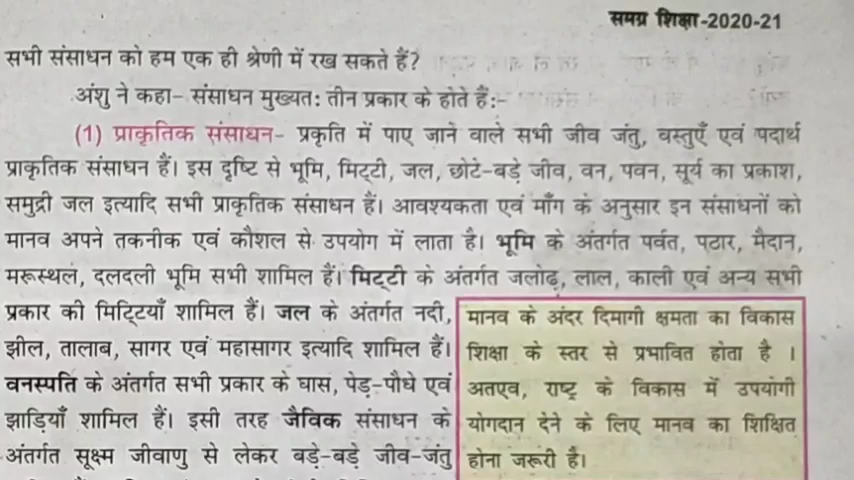 समग्र शिक्षा-2020-21
सभी संसाधन को हम एक ही श्रेणी में रख सकते हैं?
अंशु ने कहा- संसाधन मुख्यतः तीन प्रकार के होते हैं:-
(1) प्राकृतिक संसाधन- प्रकृति में पाए जाने वाले सभी जीव जंतु, वस्तुएँ एवं पदार्थ
प्राकृतिक संसाधन हैं। इस दृष्टि से भूमि, मिट्टी, जल, छोटे-बड़े जीव, वन, पवन, सूर्य का प्रकाश,
समुद्री जल इत्यादि सभी प्राकृतिक संसाधन हैं। आवश्यकता एवं माँग के अनुसार इन संसाधनों को
मानव अपने तकनीक एवं कौशल से उपयोग में लाता है। भूमि के अंतर्गत पर्वत, पठार, मैदान,
मरूस्थल, दलदली भूमि सभी शामिल हैं। मिट्टी के अंतर्गत जलोढ़, लाल, काली एवं अन्य सभी
प्रकार की मिट्टियाँ शामिल हैं। जल के अंतर्गत नदी,
झील, तालाब, सागर एवं महासागर इत्यादि शामिल हैं।
वनस्पति के अंतर्गत सभी प्रकार के घास, पेड़-पौधे एवं
झाड़ियाँ शामिल हैं। इसी तरह जैविक संसाधन के
अंतर्गत सूक्ष्म जीवाणु से लेकर बड़े-बड़े जीव-जंतु
मानव के अंदर दिमागी क्षमता का विकास
शिक्षा के स्तर से प्रभावित होता है ।
अतएव, राष्ट्र के विकास में उपयोगी
योगदान देने के लिए मानव का शिक्षित
होना जरूरी है।